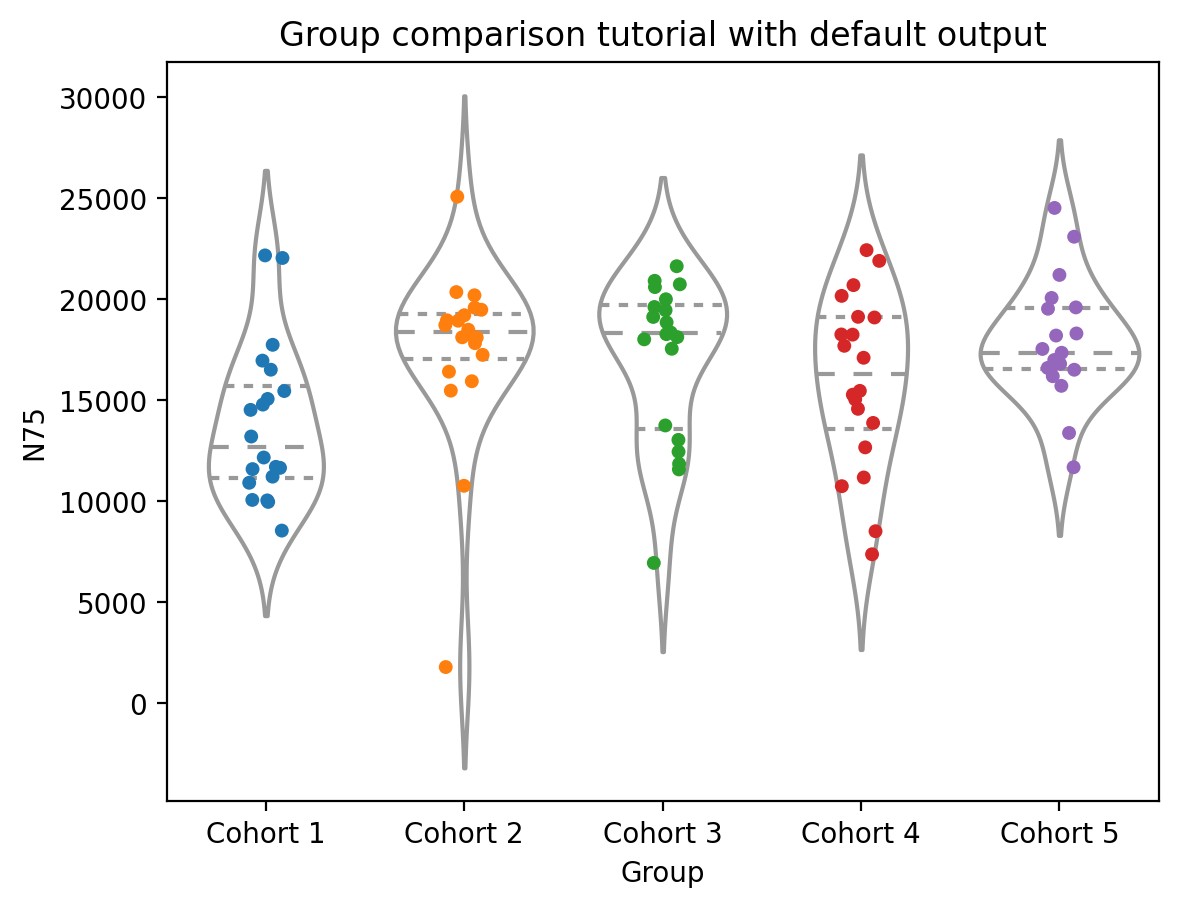 Group comparison tutorial with default output
30000
25000
20000
15000
10000
5000
0
N75
Cohort 1 Cohort 2 Cohort 3 Cohort 4 Cohort 5
Group